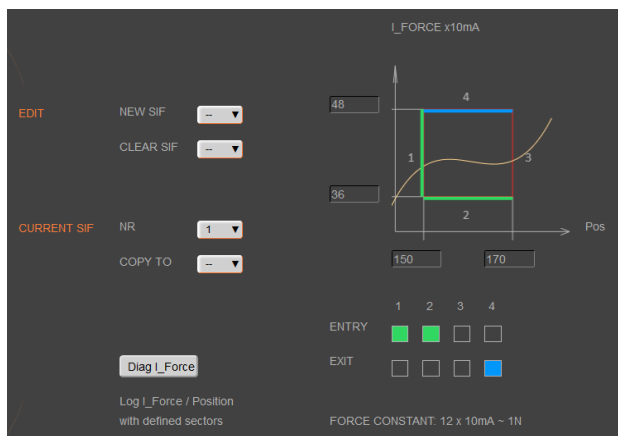 I_FORCE x10mA
EDIT
NEW SIF
--
48
4
CLEAR SIF
--
1
3
36
CURRENT SIF
NR
1
2
Pos
COPY TO
--
150
170
1 2 3 4
ENTRY
EXIT
Diag I_Force
Log I_Force / Position
with defined sectors
FORCE CONSTANT: 12 x 10mA ~ 1N